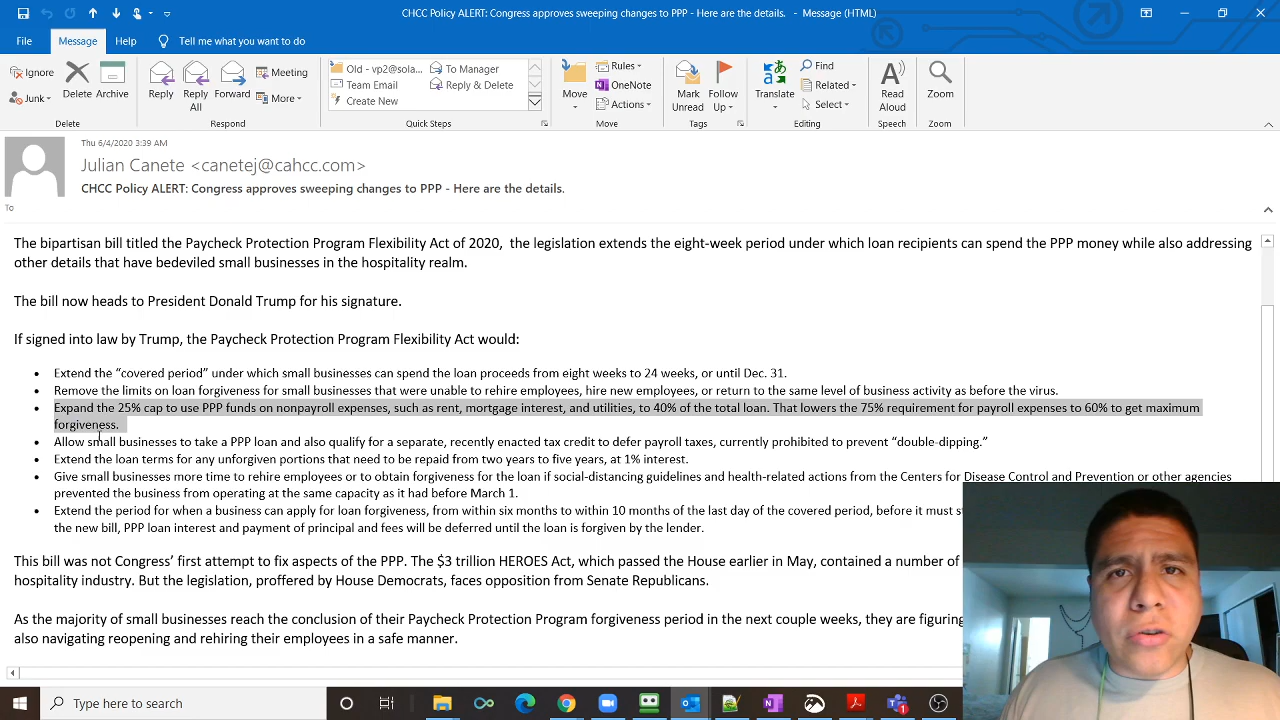 CHCC Policy ALERT: Congress approves sweeping changes to PPP - Here are the details. - Message (HTML)
File Message Help Tell me what you want to do
Ignore
Junk
Delete
Archive
Reply
Reply All
Forward
Meeting
More
Old - vp2@sola...
Team Email
Create New
To Manager
Reply & Delete
Move
Rules
OneNote
Actions
Mark Unread
Follow Up
Translate
Find
Related
Select
Read Aloud
Zoom
Delete Respond Quick Steps Move Tags Editing Speech Zoom
Thu 6/4/2020 3:39 AM
Julian Canete <canetej@cahcc.com>
CHCC Policy ALERT: Congress approves sweeping changes to PPP - Here are the details.
To
The bipartisan bill titled the Paycheck Protection Program Flexibility Act of 2020, the legislation extends the eight-week period under which loan recipients can spend the PPP money while also addressing
other details that have bedeviled small businesses in the hospitality realm.
The bill now heads to President Donald Trump for his signature.
If signed into law by Trump, the Paycheck Protection Program Flexibility Act would:
• Extend the “covered period” under which small businesses can spend the loan proceeds from eight weeks to 24 weeks, or until Dec. 31.
• Remove the limits on loan forgiveness for small businesses that were unable to rehire employees, hire new employees, or return to the same level of business activity as before the virus.
• Expand the 25% cap to use PPP funds on nonpayroll expenses, such as rent, mortgage interest, and utilities, to 40% of the total loan. That lowers the 75% requirement for payroll expenses to 60% to get maximum
forgiveness.
• Allow small businesses to take a PPP loan and also qualify for a separate, recently enacted tax credit to defer payroll taxes, currently prohibited to prevent “double-dipping.”
• Extend the loan terms for any unforgiven portions that need to be repaid from two years to five years, at 1% interest.
• Give small businesses more time to rehire employees or to obtain forgiveness for the loan if social-distancing guidelines and health-related actions from the Centers for Disease Control and Prevention or other agencies
prevented the business from operating at the same capacity as it had before March 1.
• Extend the period for when a business can apply for loan forgiveness, from within six months to within 10 months of the last day of the covered period, before it must
the new bill, PPP loan interest and payment of principal and fees will be deferred until the loan is forgiven by the lender.
This bill was not Congress’ first attempt to fix aspects of the PPP. The $3 trillion HEROES Act, which passed the House earlier in May, contained a number of
hospitality industry. But the legislation, proffered by House Democrats, faces opposition from Senate Republicans.
As the majority of small businesses reach the conclusion of their Paycheck Protection Program forgiveness period in the next couple weeks, they are figuring
also navigating reopening and rehiring their employees in a safe manner.
Type here to search